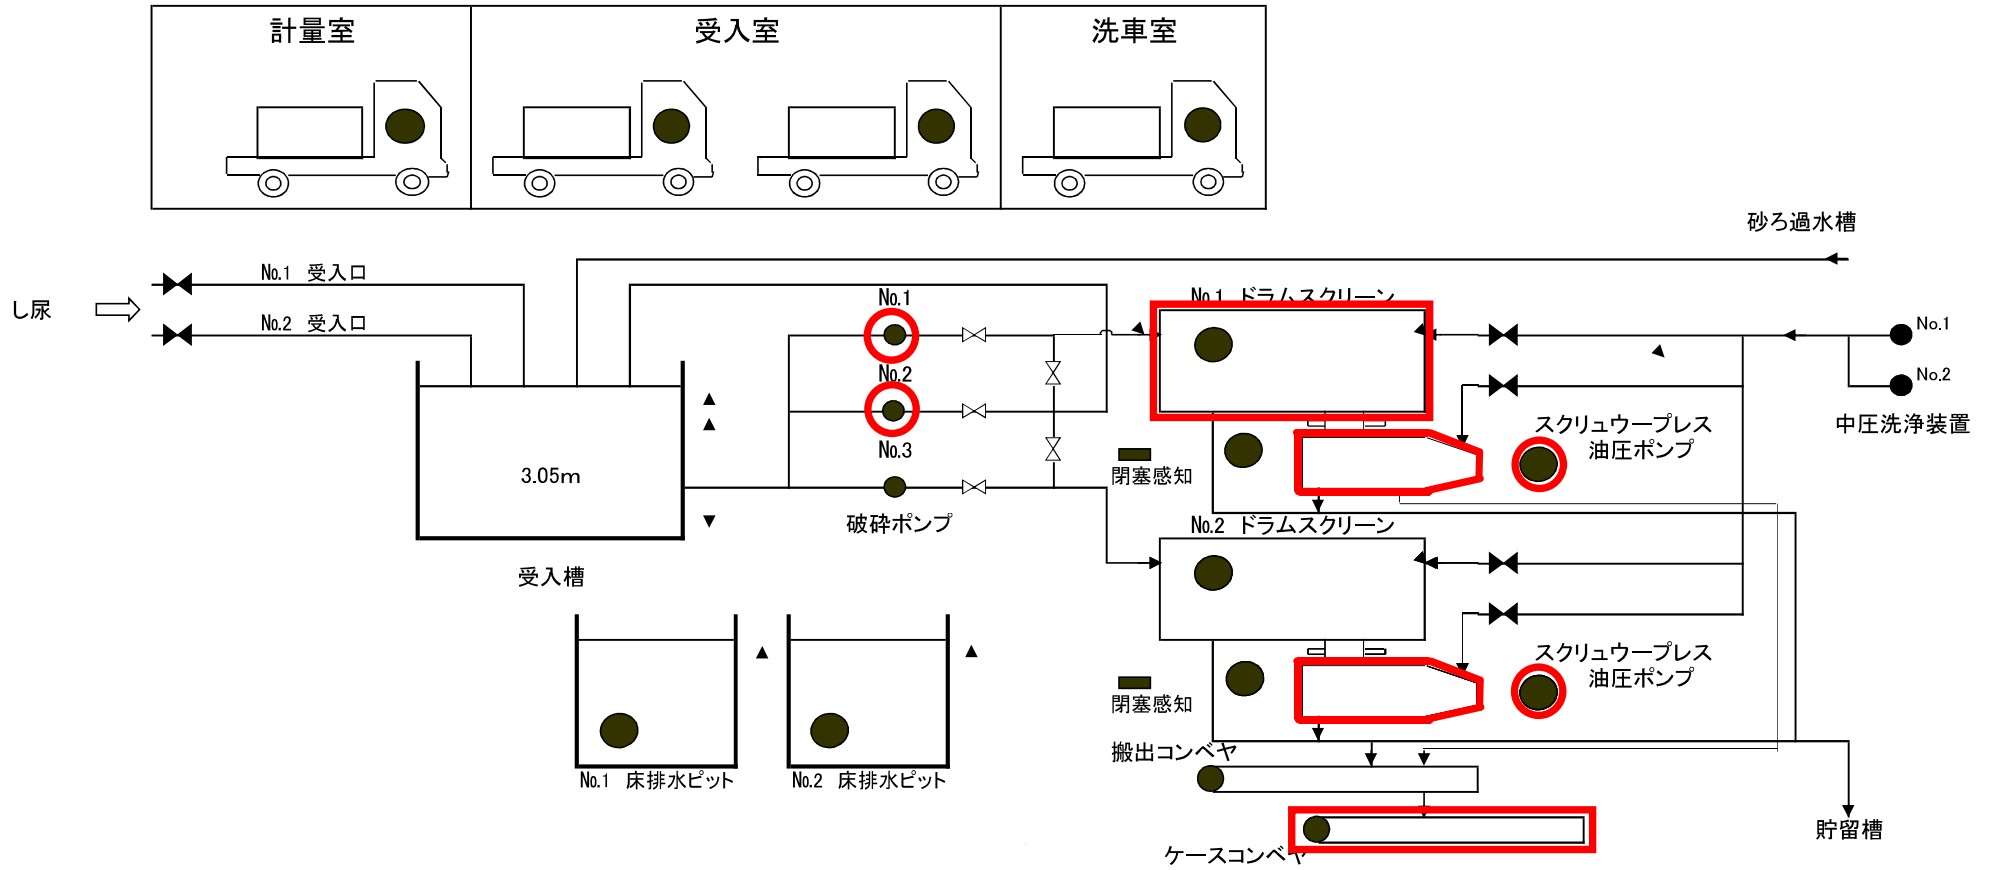 計量室
受入室
洗車室
砂ろ過水槽
№.1 受入口
№.2 受入口
し尿
№.1
№.2
№.3
破砕ポンプ
3.05m
受入槽
№.1 ドラムスクリーン
No.1
No.2
中圧洗浄装置
スクリュウープレス
油圧ポンプ
閉塞感知
№.2 ドラムスクリーン
スクリュウープレス
油圧ポンプ
閉塞感知
№.1 床排水ピット
№.2 床排水ピット
搬出コンベヤ
ケースコンベヤ
貯留槽